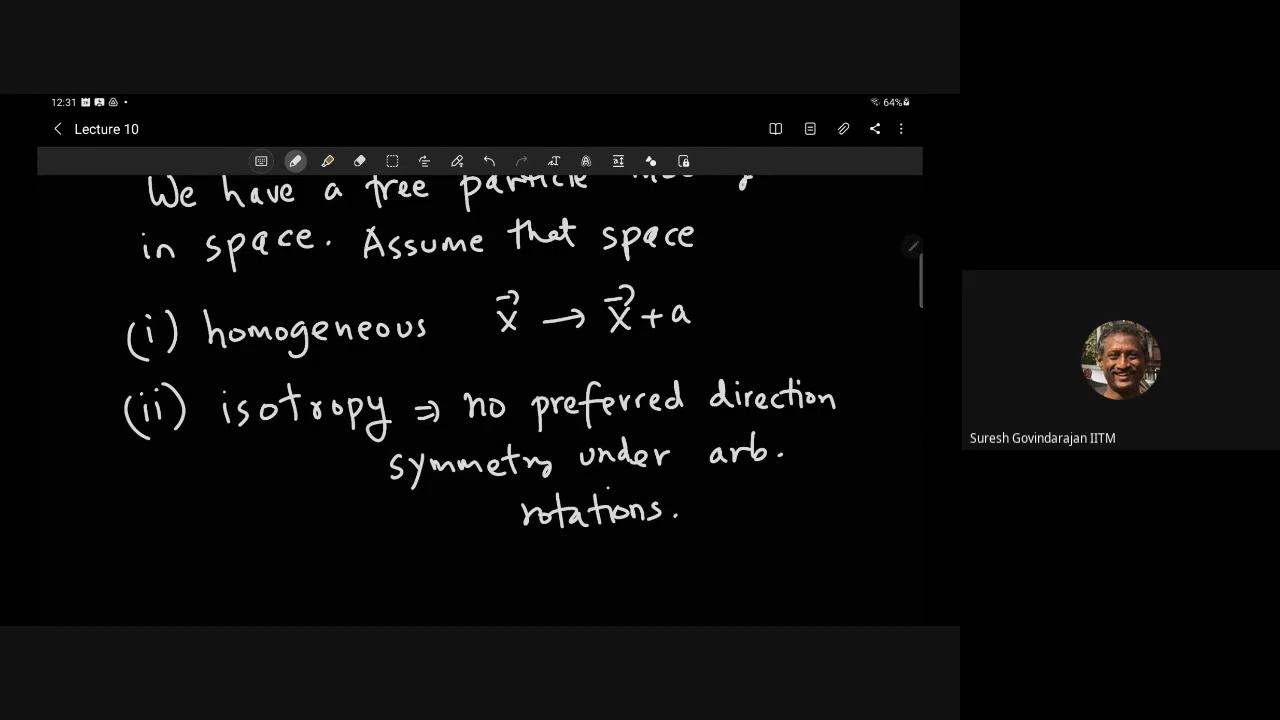 12:31
64%
Lecture 10
We have a free particle
in space. Assume that space
(i) homogeneous x⃗ → x⃗ + a
(ii) isotropy ⇒ no preferred direction
symmetry under arb.
rotations.
Suresh Govindarajan IITM